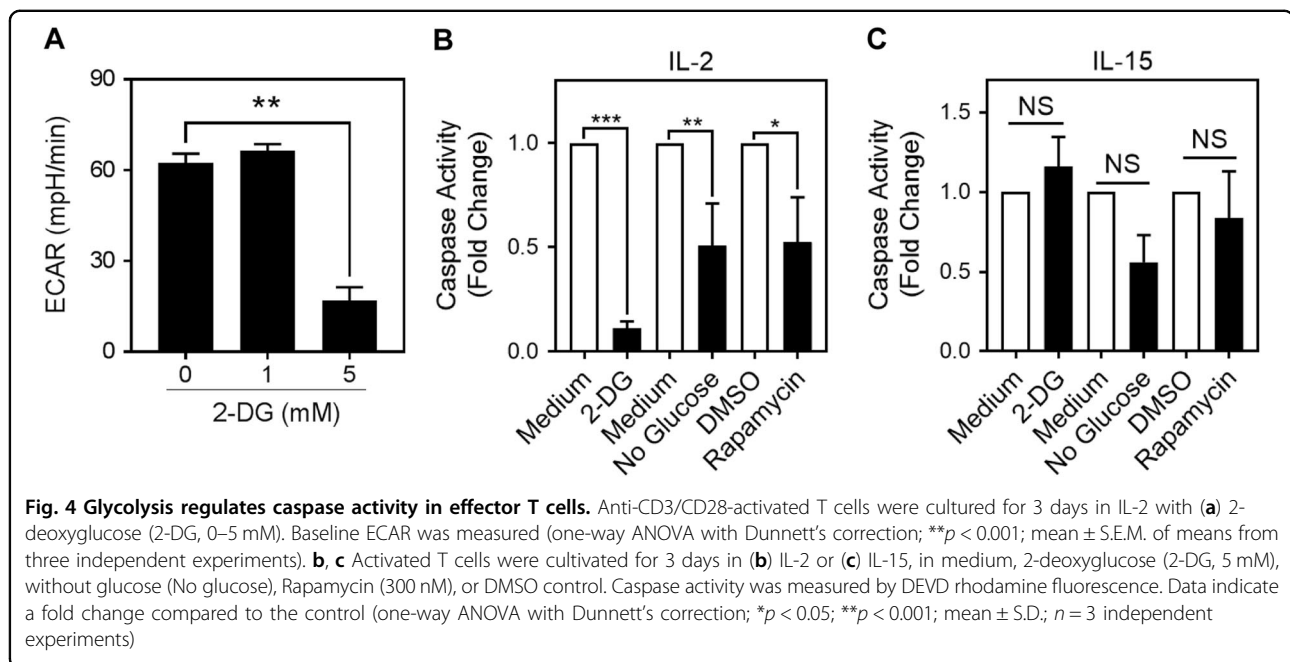 A
90
60
30
0
ECAR (mpH/min)
**
0 1 5
2-DG (mM)
B
IL-2
1.0
0.5
0.0
Caspase Activity
(Fold Change)
*** ** *
Medium
2-DG
Medium
No Glucose
DMSO
Rapamycin
C
IL-15
1.5
1.0
0.5
0.0
Caspase Activity
(Fold Change)
NS NS NS
Medium
2-DG
Medium
No Glucose
DMSO
Rapamycin
Fig. 4 Glycolysis regulates caspase activity in effector T cells. Anti-CD3/CD28-activated T cells were cultured for 3 days in IL-2 with (a) 2-
deoxyglucose (2-DG, 0–5 mM). Baseline ECAR was measured (one-way ANOVA with Dunnett's correction; **p < 0.001; mean ± S.E.M. of means from
three independent experiments). b, c Activated T cells were cultivated for 3 days in (b) IL-2 or (c) IL-15, in medium, 2-deoxyglucose (2-DG, 5 mM),
without glucose (No glucose), Rapamycin (300 nM), or DMSO control. Caspase activity was measured by DEVD rhodamine fluorescence. Data indicate
a fold change compared to the control (one-way ANOVA with Dunnett's correction; *p < 0.05; **p < 0.001; mean ± S.D.; n = 3 independent
experiments)